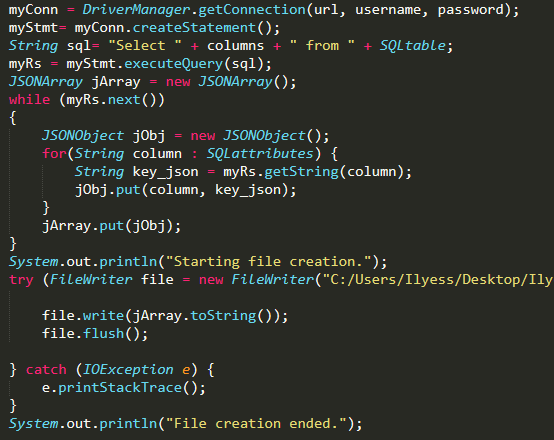 myConn = DriverManager.getConnection(url, username, password);
myStmt= myConn.createStatement();
String sql= "Select " + columns + " from " + SQLtable;
myRs = myStmt.executeQuery(sql);
JSONArray jArray = new JSONArray();
while (myRs.next())
{
    JSONObject jObj = new JSONObject();
    for(String column : SQLattributes) {
        String key_json = myRs.getString(column);
        jObj.put(column, key_json);
    }
    jArray.put(jObj);
}
System.out.println("Starting file creation.");
try (FileWriter file = new FileWriter("C:/Users/Ilyess/Desktop/Ily
    file.write(jArray.toString());
    file.flush();
} catch (IOException e) {
    e.printStackTrace();
}
System.out.println("File creation ended.");